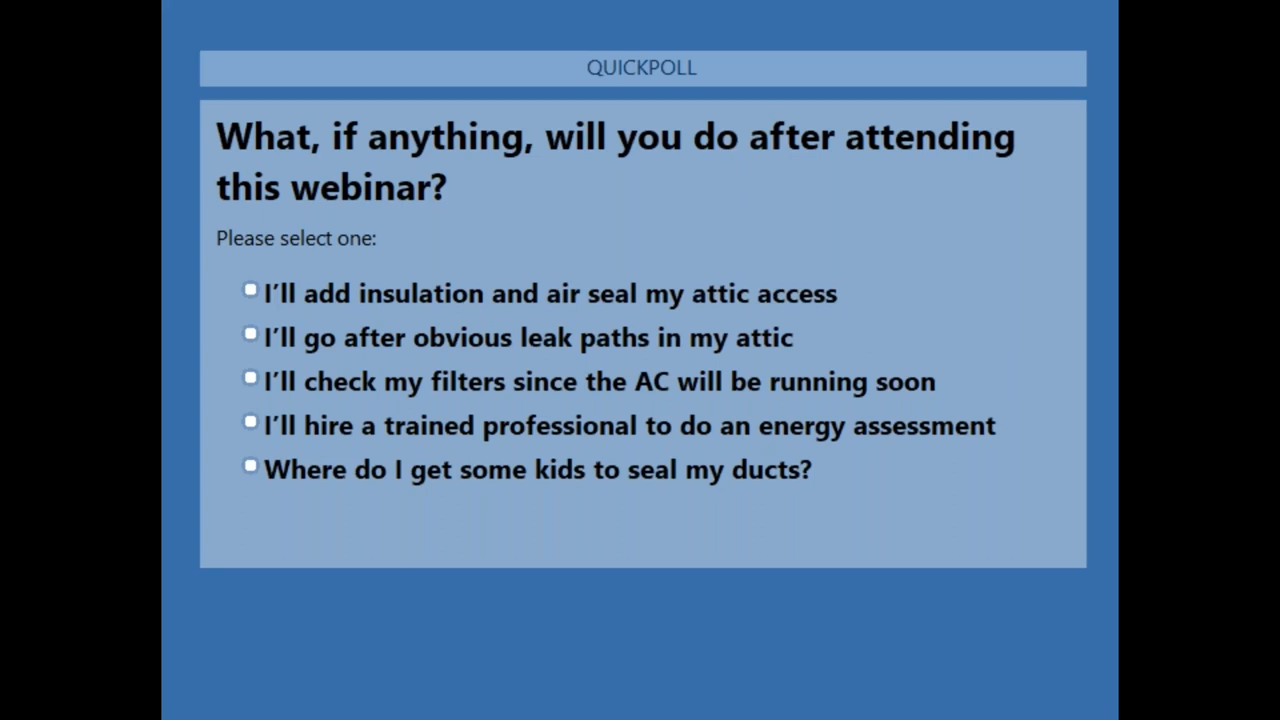 QUICKPOLL
What, if anything, will you do after attending
this webinar?
Please select one:
I’ll add insulation and air seal my attic access
I’ll go after obvious leak paths in my attic
I’ll check my filters since the AC will be running soon
I’ll hire a trained professional to do an energy assessment
Where do I get some kids to seal my ducts?